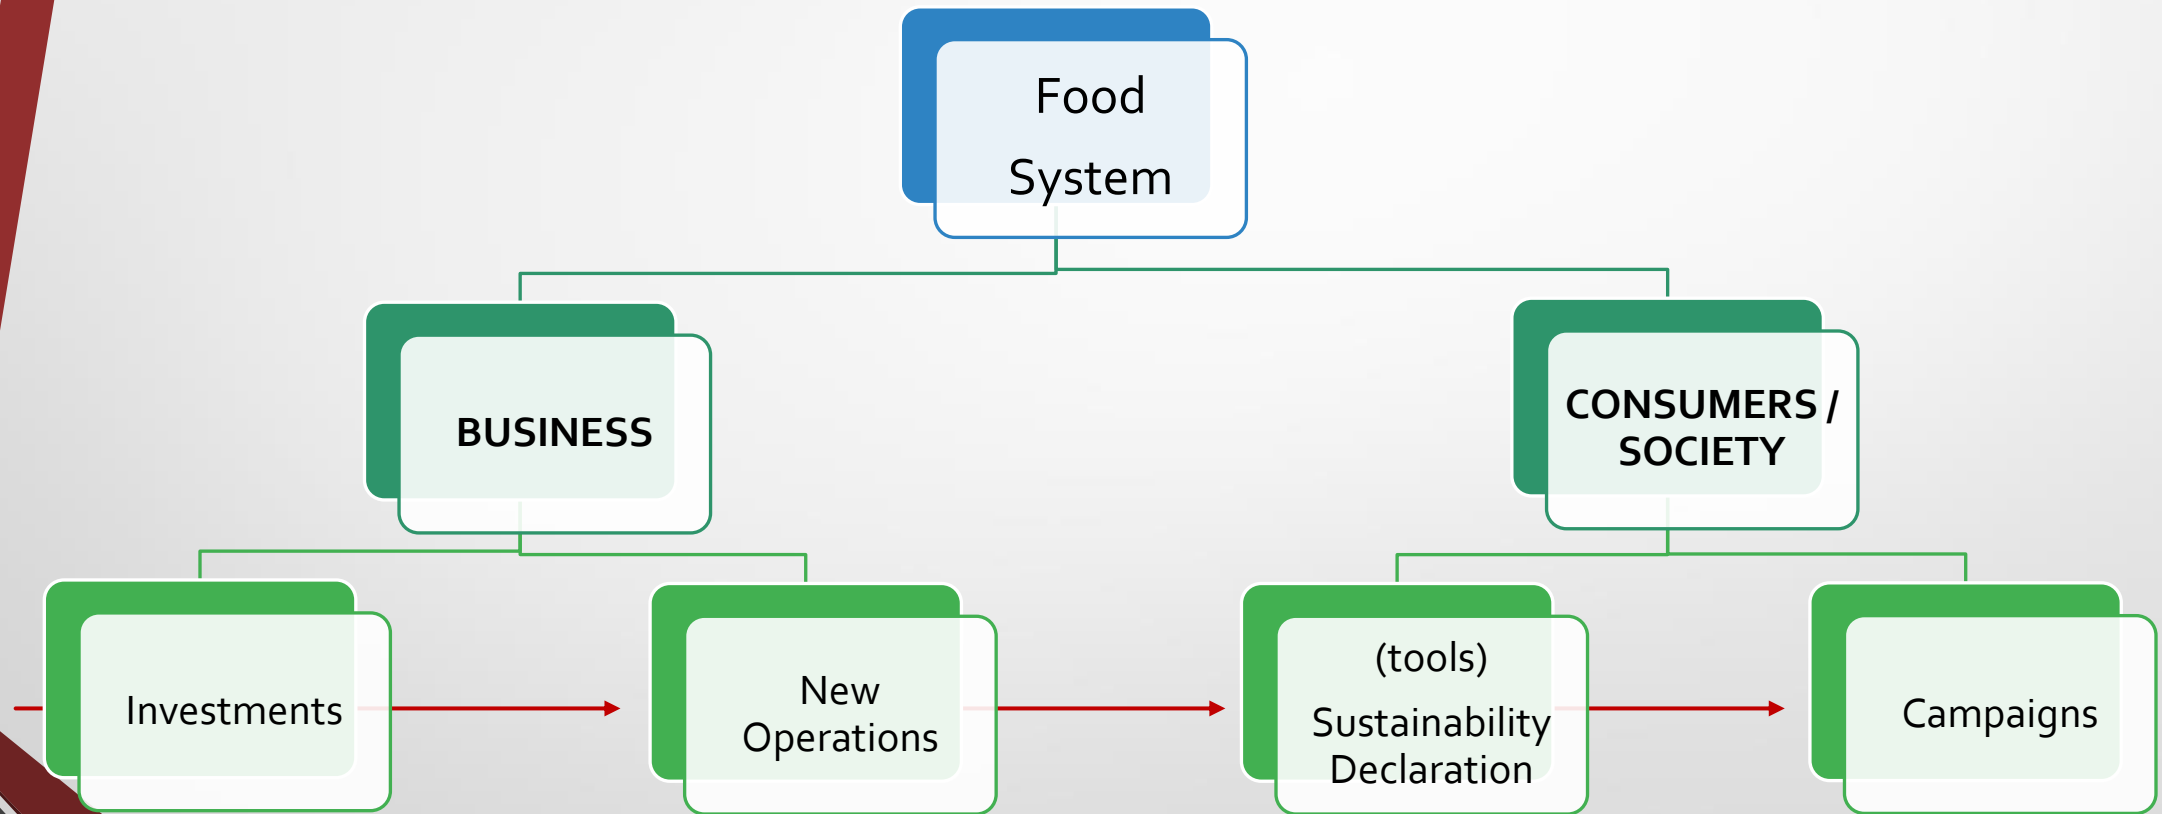 Food
System
BUSINESS
CONSUMERS /
SOCIETY
Investments
New
Operations
(tools)
Sustainability
Declaration
Campaigns